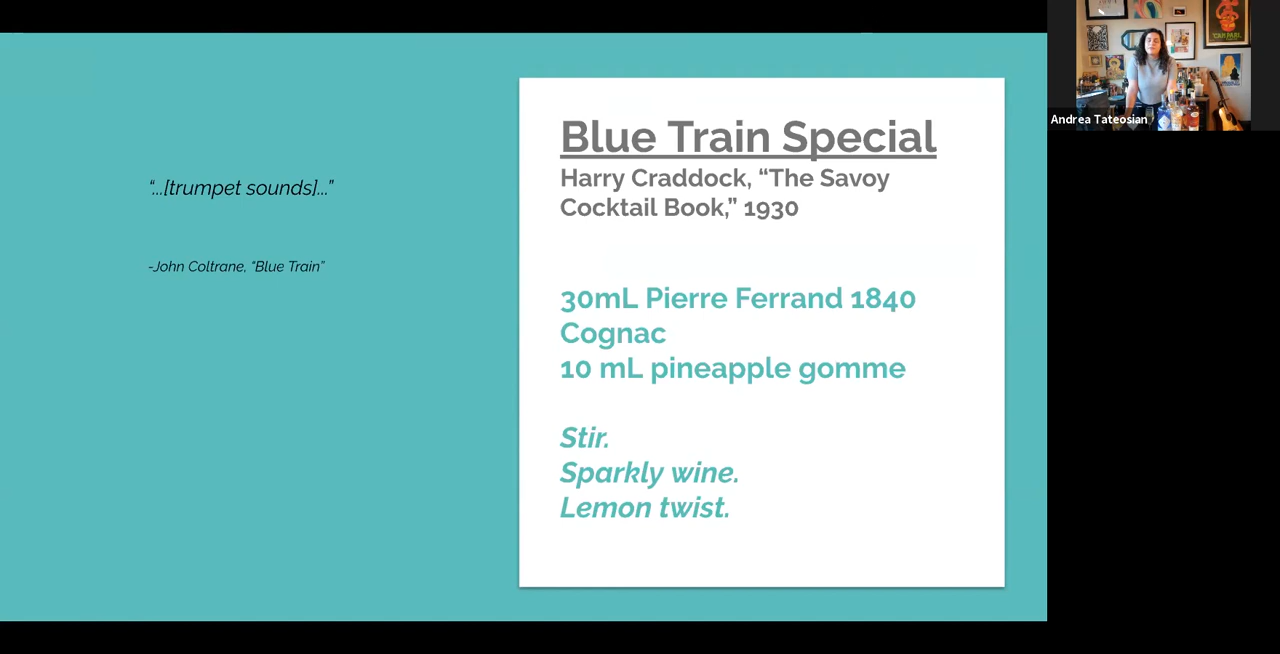 “...[trumpet sounds]...”
-John Coltrane, “Blue Train”
Blue Train Special
Harry Craddock, “The Savoy
Cocktail Book,” 1930
30mL Pierre Ferrand 1840
Cognac
10 mL pineapple gomme
Stir.
Sparkly wine.
Lemon twist.
CAMPARI
Andrea Tateosian